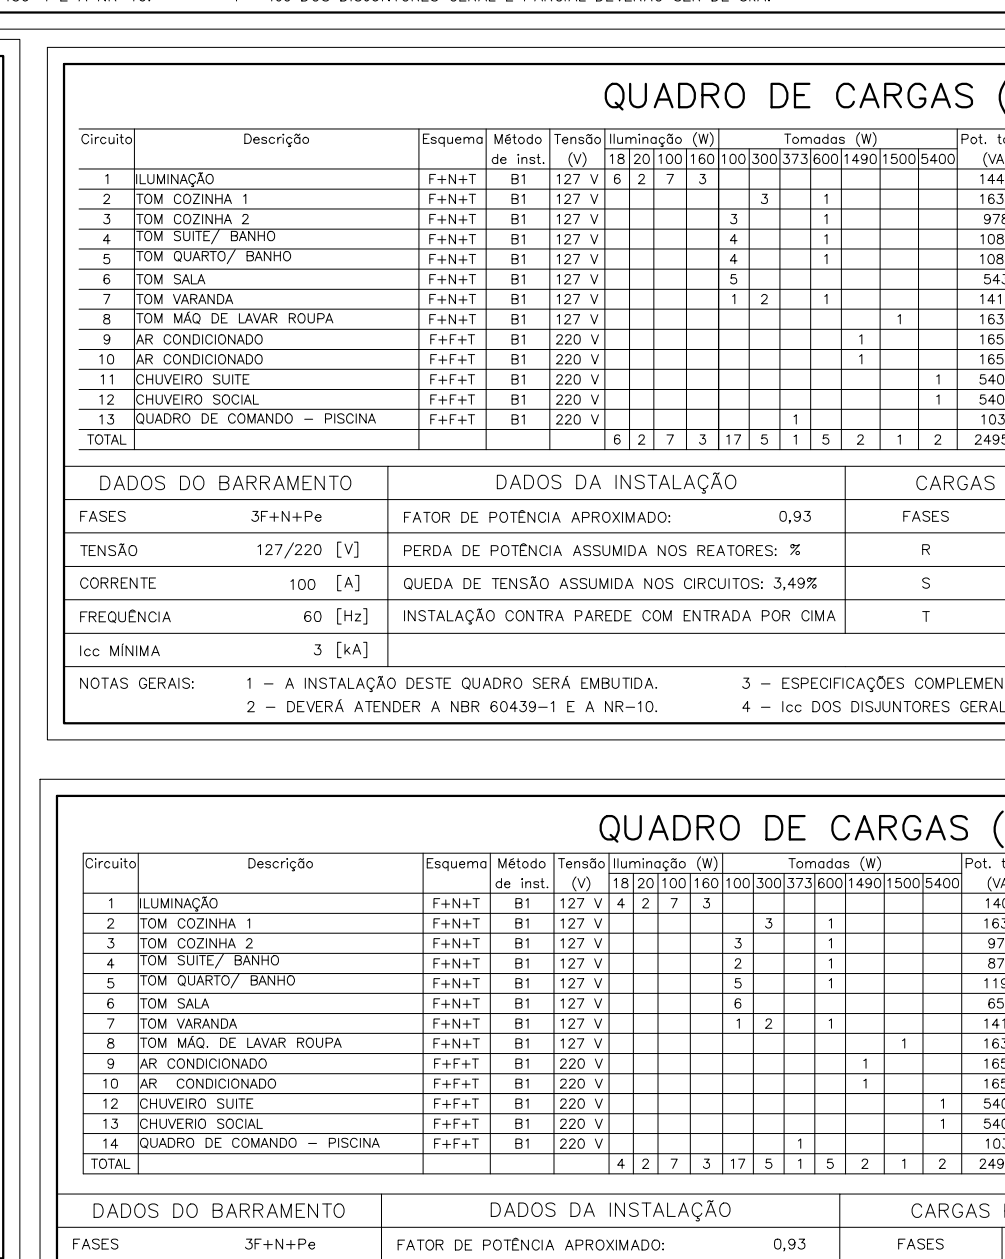 QUADRO DE CARGAS (
Circuito Descrição Esquema Método de inst. Tensão (V) Iluminação (W) Tomadas (W)
18 20 100 160 100 300 373 600 1490 1500 5400
1 ILUMINAÇÃO F+N+T B1 127 V 6 2 7 3 144
2 TOM COZINHA 1 F+N+T B1 127 V 3 1 163
3 TOM COZINHA 2 F+N+T B1 127 V 3 1 978
4 TOM SUITE/ BANHO F+N+T B1 127 V 4 1 108
5 TOM QUARTO/ BANHO F+N+T B1 127 V 4 1 108
6 TOM SALA F+N+T B1 127 V 5 543
7 TOM VARANDA F+N+T B1 127 V 1 2 1 141
8 TOM MÁQ DE LAVAR ROUPA F+N+T B1 127 V 1 163
9 AR CONDICIONADO F+F+T B1 220 V 1 165
10 AR CONDICIONADO F+F+T B1 220 V 1 165
11 CHUVEIRO SUITE F+F+T B1 220 V 1 540
12 CHUVEIRO SOCIAL F+F+T B1 220 V 1 540
13 QUADRO DE COMANDO – PISCINA F+F+T B1 220 V 1 103
TOTAL 6 2 7 3 17 5 1 5 2 1 2 2495
DADOS DO BARRAMENTO DADOS DA INSTALAÇÃO CARGAS
FASES 3F+N+Pe FATOR DE POTÊNCIA APROXIMADO: 0,93 FASES
TENSÃO 127/220 [V] PERDA DE POTÊNCIA ASSUMIDA NOS REATORES: % R
CORRENTE 100 [A] QUEDA DE TENSÃO ASSUMIDA NOS CIRCUITOS: 3,49% S
FREQUÊNCIA 60 [Hz] INSTALAÇÃO CONTRA PAREDE COM ENTRADA POR CIMA T
Icc MÍNIMA 3 [kA]
NOTAS GERAIS: 1 – A INSTALAÇÃO DESTE QUADRO SERÁ EMBUTIDA. 3 – ESPECIFICAÇÕES COMPLEMEN
2 – DEVERÁ ATENDER A NBR 60439–1 E A NR–10. 4 – Icc DOS DISJUNTORES GERAL
QUADRO DE CARGAS (
Circuito Descrição Esquema Método de inst. Tensão (V) Iluminação (W) Tomadas (W)
18 20 100 160 100 300 373 600 1490 1500 5400
1 ILUMINAÇÃO F+N+T B1 127 V 4 2 7 3 140
2 TOM COZINHA 1 F+N+T B1 127 V 3 1 163
3 TOM COZINHA 2 F+N+T B1 127 V 3 1 97
4 TOM SUITE/ BANHO F+N+T B1 127 V 2 1 87
5 TOM QUARTO/ BANHO F+N+T B1 127 V 5 1 119
6 TOM SALA F+N+T B1 127 V 6 65
7 TOM VARANDA F+N+T B1 127 V 1 2 1 141
8 TOM MÁQ. DE LAVAR ROUPA F+N+T B1 127 V 1 163
9 AR CONDICIONADO F+F+T B1 220 V 1 165
10 AR CONDICIONADO F+F+T B1 220 V 1 165
12 CHUVEIRO SUITE F+F+T B1 220 V 1 540
13 CHUVERIO SOCIAL F+F+T B1 220 V 1 540
14 QUADRO DE COMANDO – PISCINA F+F+T B1 220 V 1 103
TOTAL 4 2 7 3 17 5 1 5 2 1 2 249
DADOS DO BARRAMENTO DADOS DA INSTALAÇÃO CARGAS
FASES 3F+N+Pe FATOR DE POTÊNCIA APROXIMADO: 0,93 FASES